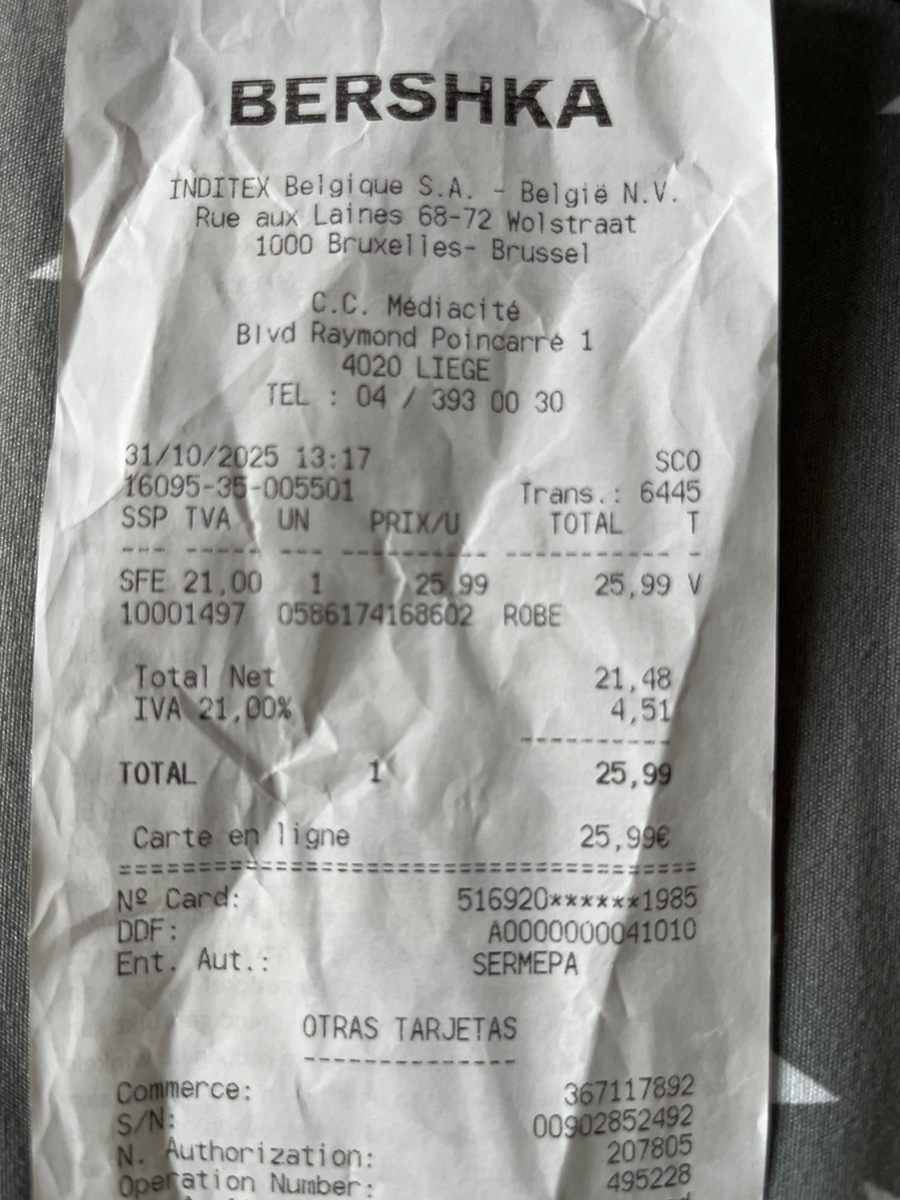 BERSHKA
INDITEX Belgique S.A. - België N.V.
Rue aux Laines 68-72 Wolstraat
1000 Bruxelles- Brussel
C.C. Médiacité
Blvd Raymond Poincarré 1
4020 LIEGE
TEL : 04 / 393 00 30
31/10/2025 13:17 SCO
16095-35-005501 Trans.: 6445
SSP TVA UN PRIX/U TOTAL T
--- ----- --- ---------- ----------- -
SFE 21,00 1 25,99 25,99 V
10001497 0586174168602 ROBE
Total Net 21,48
IVA 21,00% 4,51
----------
TOTAL 1 25,99
Carte en ligne 25,99€
=======================================
Nº Card: 516920******1985
DDF: A0000000041010
Ent. Aut.: SERMEPA
OTRAS TARJETAS
--------------
Commerce: 367117892
S/N: 00902852492
N. Authorization: 207805
Operation Number: 495228